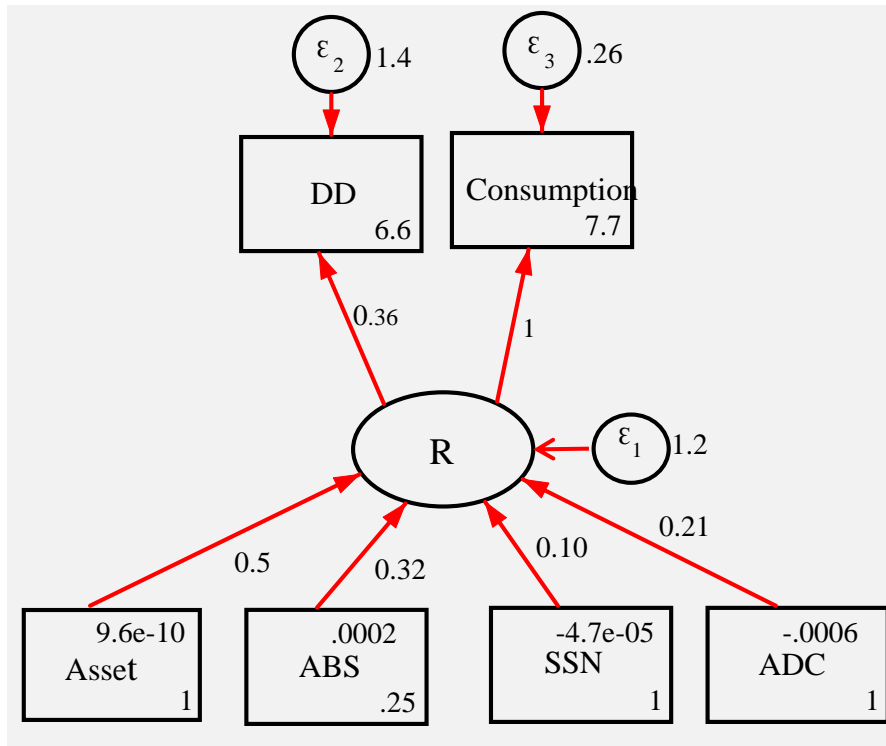 ε2 1.4
ε3 .26
DD
6.6
Consumption
7.7
0.36
1
R
ε1 1.2
0.5
0.32
0.10
0.21
9.6e-10
Asset
1
.0002
ABS
.25
-4.7e-05
SSN
1
-.0006
ADC
1